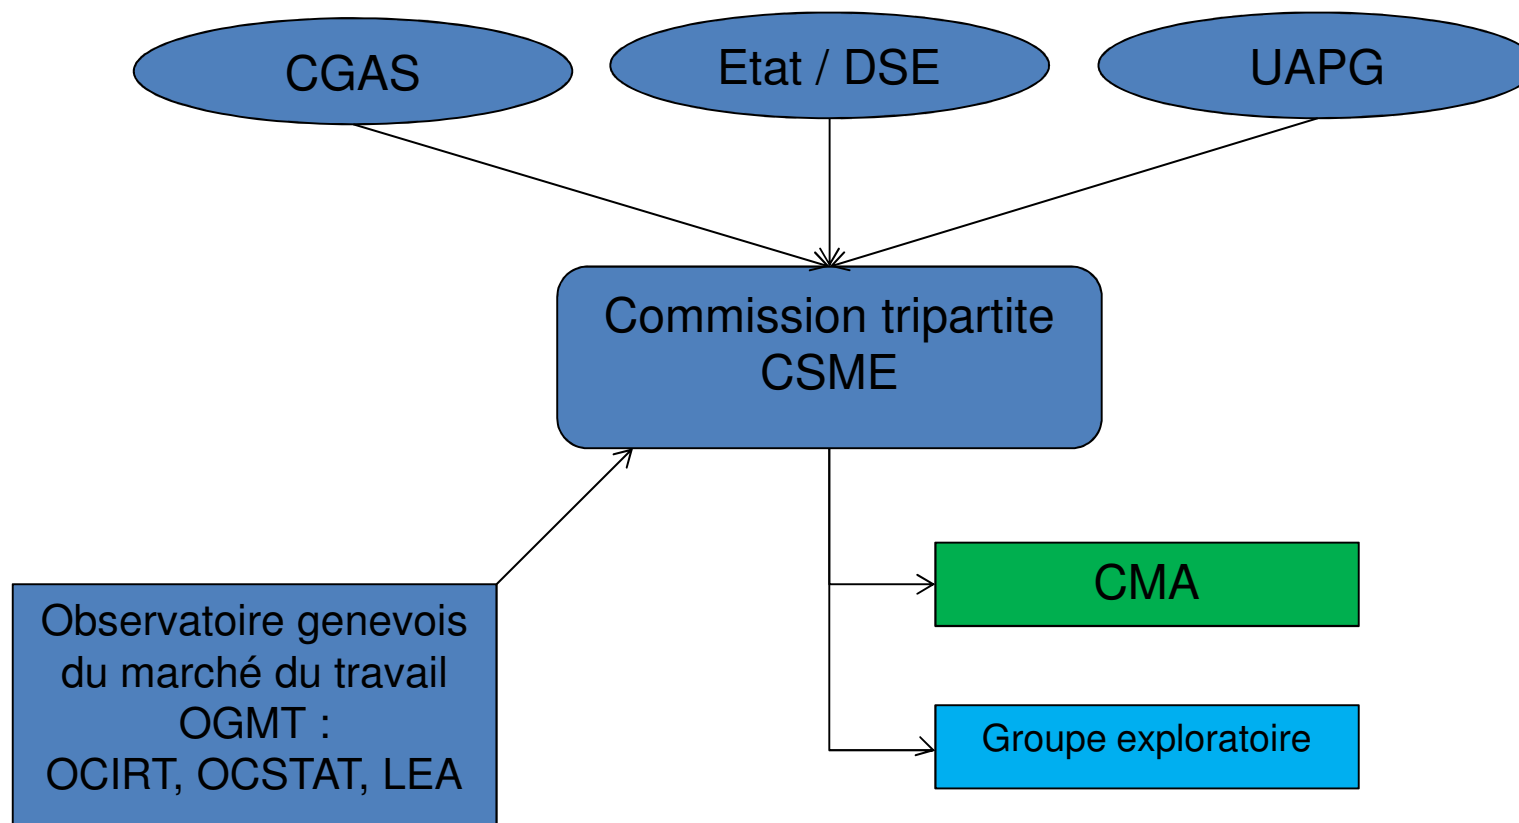 CGAS
Etat / DSE
UAPG
Commission tripartite
CSME
Observatoire genevois
du marché du travail
OGMT :
OCIRT, OCSTAT, LEA
CMA
Groupe exploratoire